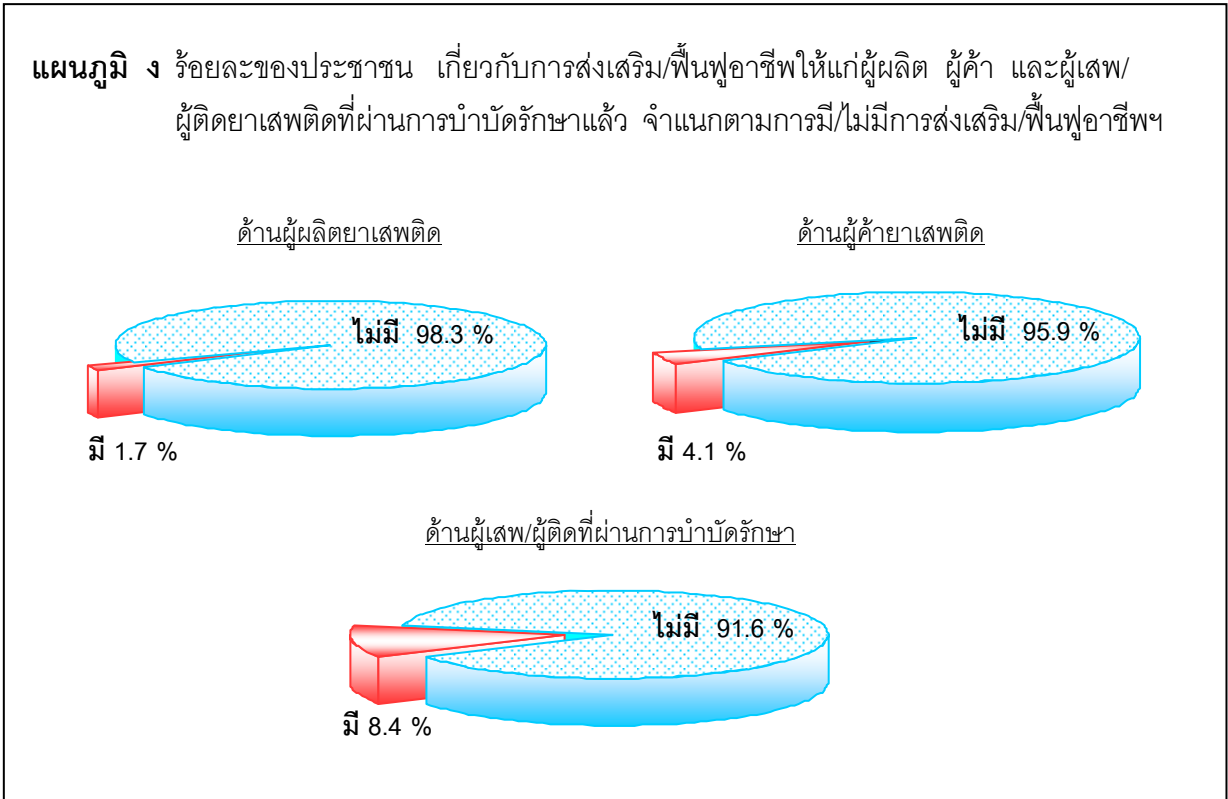 แผนภูมิ ง ร้อยละของประชาชน เกี่ยวกับการส่งเสริม/ฟื้นฟูอาชีพให้แก่ผู้ผลิต ผู้ค้า และผู้เสพ/
ผู้ติดยาเสพติดที่ผ่านการบำบัดรักษาแล้ว จำแนกตามการมี/ไม่มีการส่งเสริม/ฟื้นฟูอาชีพฯ
ด้านผู้ผลิตยาเสพติด
ไม่มี 98.3 %
มี 1.7 %
ด้านผู้ค้ายาเสพติด
ไม่มี 95.9 %
มี 4.1 %
ด้านผู้เสพ/ผู้ติดที่ผ่านการบำบัดรักษา
ไม่มี 91.6 %
มี 8.4 %